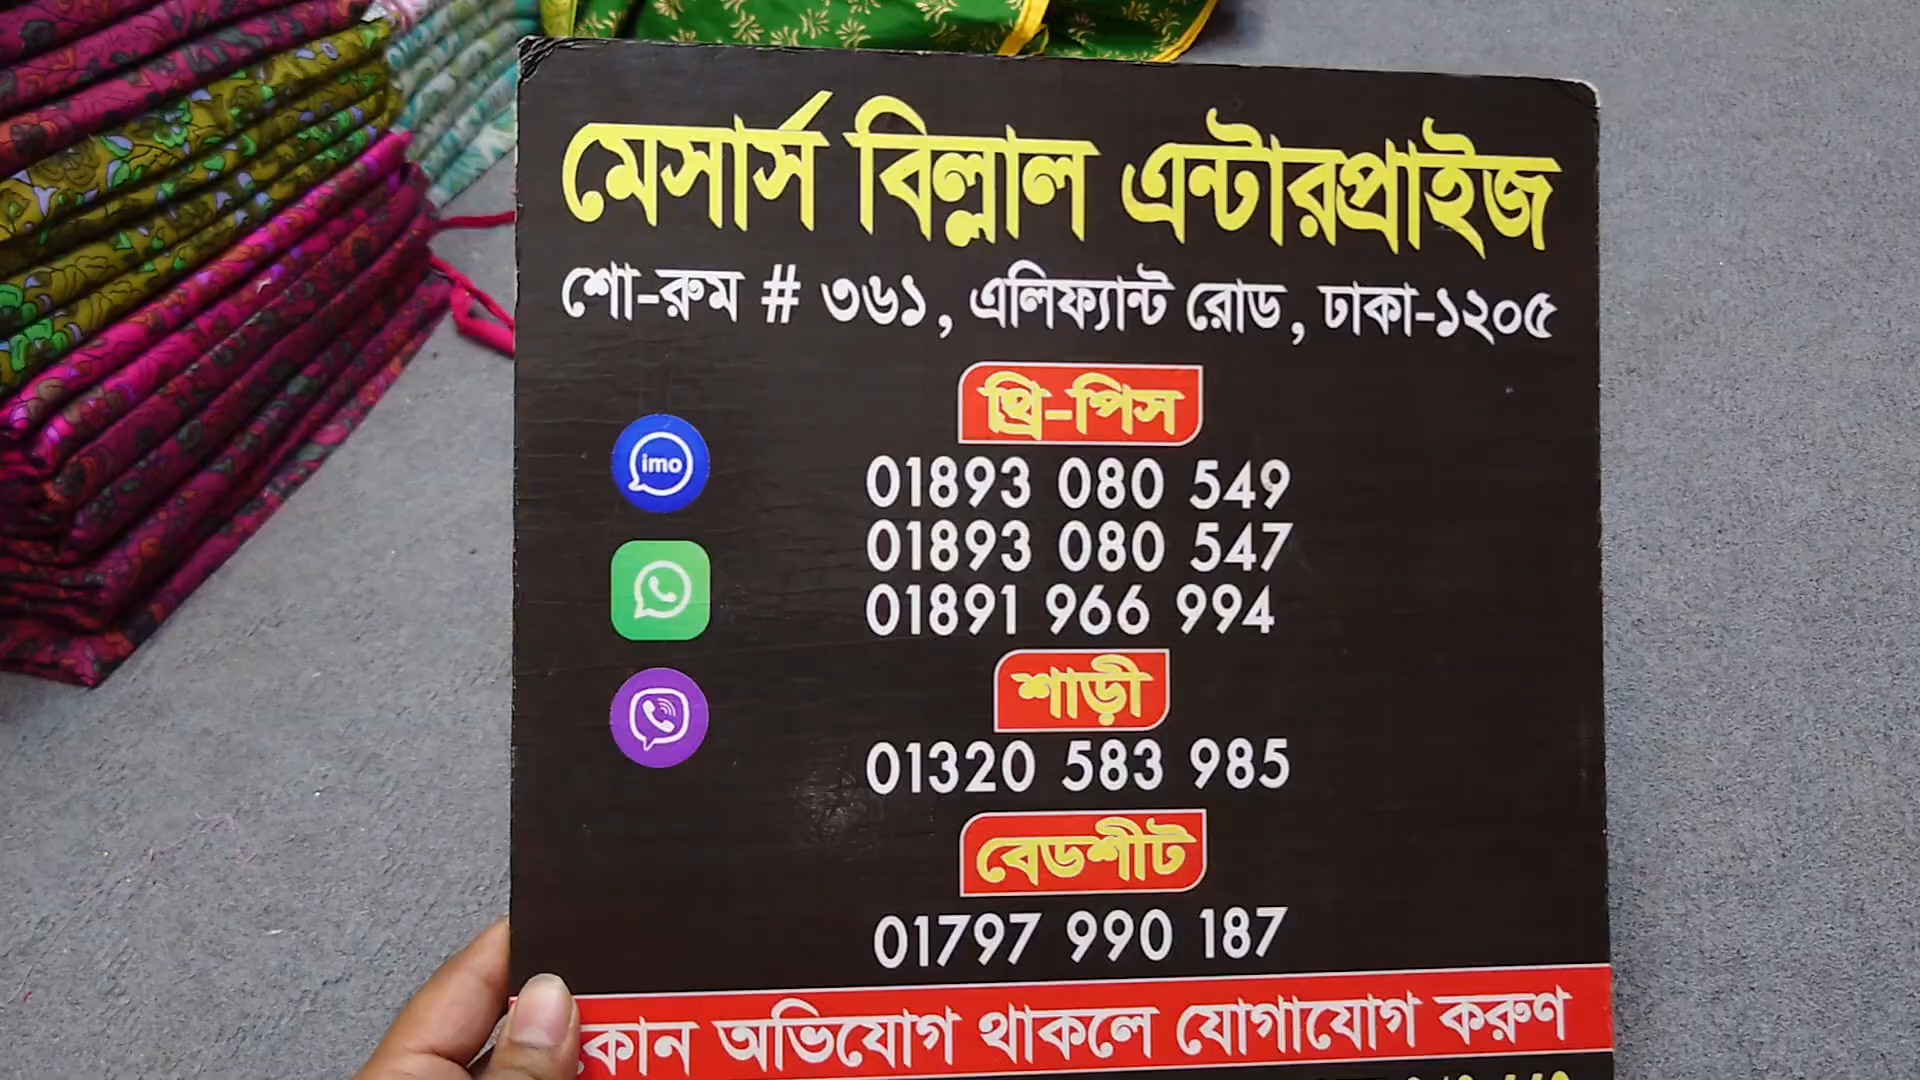 মেসার্স বিল্লাল এন্টারপ্রাইজ
শো-রুম # ৩৬১, এলিফ্যান্ট রোড, ঢাকা-১২০৫
থ্রি-পিস
imo
01893 080 549
01893 080 547
01891 966 994
শাড়ী
01320 583 985
বেডশীট
01797 990 187
কোন অভিযোগ থাকলে যোগাযোগ করুণ